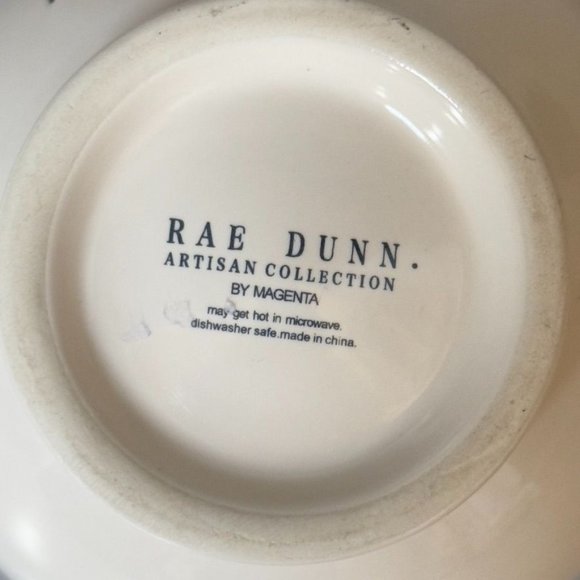 RAE DUNN.
ARTISAN COLLECTION
BY MAGENTA
may get hot in microwave.
dishwasher safe.made in china.